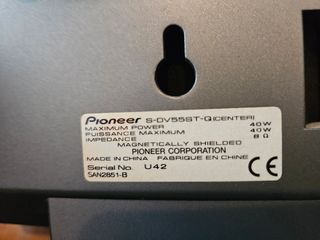 Pioneer S-DV55ST-Q(CENTER)
MAXIMUM POWER 40W
PUISSANCE MAXIMUM 40W
IMPEDANCE 8Ω
MAGNETICALLY SHIELDED
PIONEER CORPORATION
MADE IN CHINA FABRIQUE EN CHINE
Serial No. U42
SAN2851-B
CE